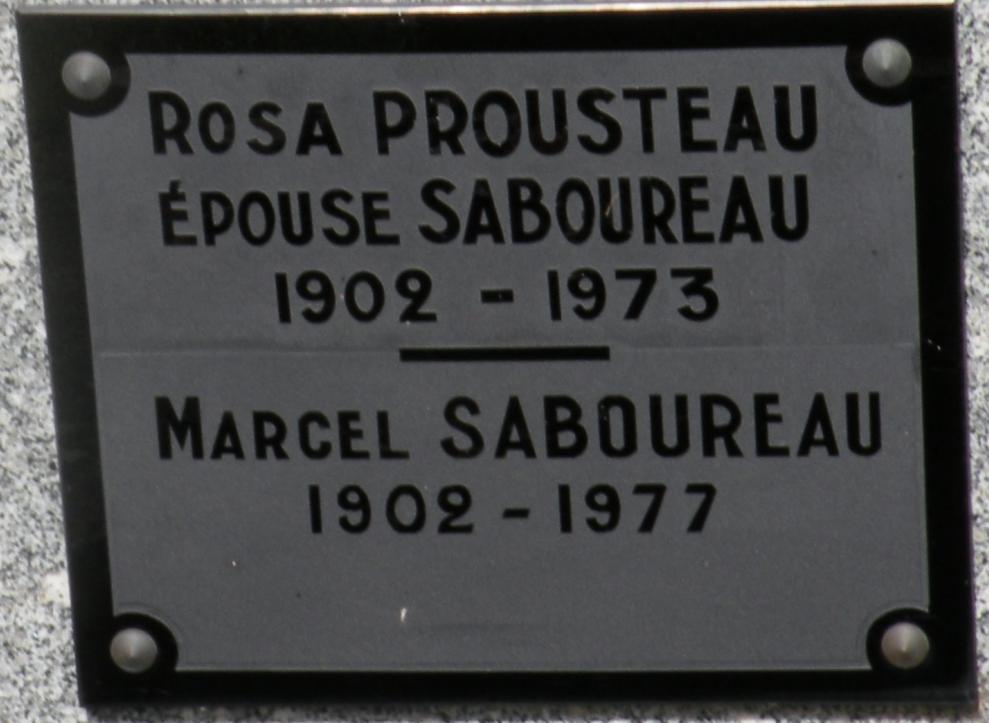 Rosa PROUSTEAU
ÉPOUSE SABOUREAU
1902 - 1973
MARCEL SABOUREAU
1902 - 1977